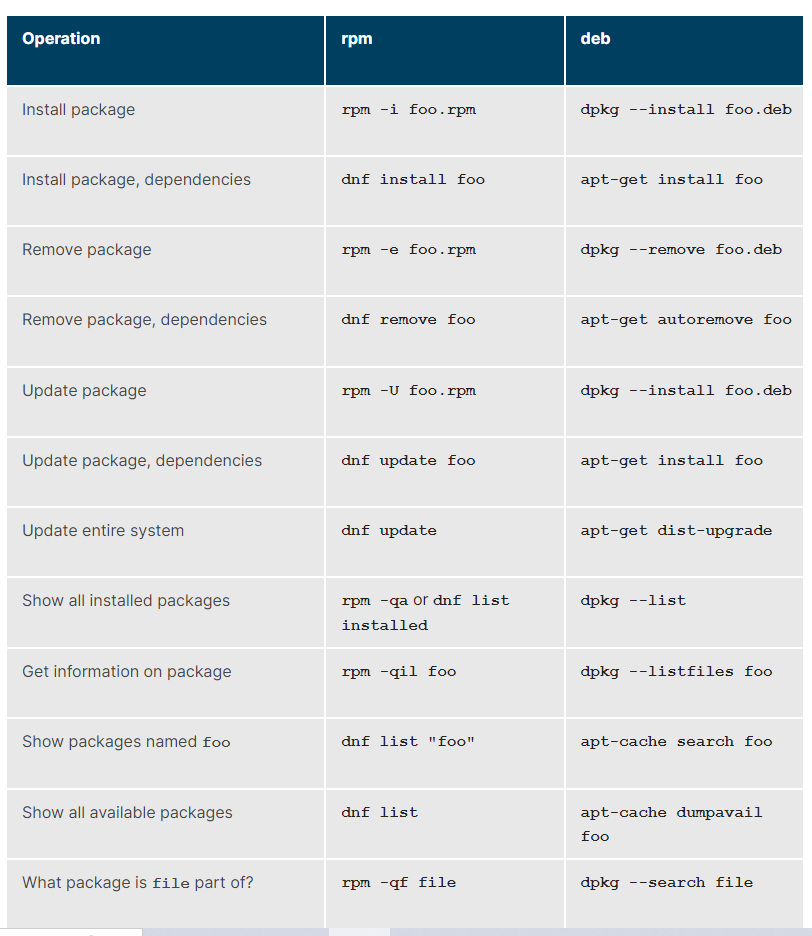 Operation rpm deb
Install package rpm -i foo.rpm dpkg --install foo.deb
Install package, dependencies dnf install foo apt-get install foo
Remove package rpm -e foo.rpm dpkg --remove foo.deb
Remove package, dependencies dnf remove foo apt-get autoremove foo
Update package rpm -U foo.rpm dpkg --install foo.deb
Update package, dependencies dnf update foo apt-get install foo
Update entire system dnf update apt-get dist-upgrade
Show all installed packages rpm -qa or dnf list dpkg --list
installed
Get information on package rpm -qil foo dpkg --listfiles foo
Show packages named foo dnf list "foo" apt-cache search foo
Show all available packages dnf list apt-cache dumpavail
foo
What package is file part of? rpm -qf file dpkg --search file